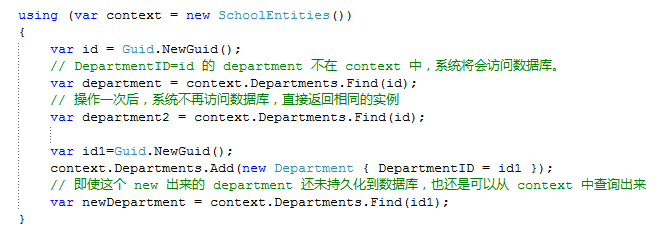 using (var context = new SchoolEntities())
{
    var id = Guid.NewGuid();
    // DepartmentID=id 的 department 不在 context 中，系统将会访问数据库。
    var department = context.Departments.Find(id);
    // 操作一次后，系统不再访问数据库，直接返回相同的实例
    var department2 = context.Departments.Find(id);
    var id1=Guid.NewGuid();
    context.Departments.Add(new Department { DepartmentID = id1 });
    // 即使这个 new 出来的 department 还未持久化到数据库，也还是可以从 context 中查询出来
    var newDepartment = context.Departments.Find(id1);
}